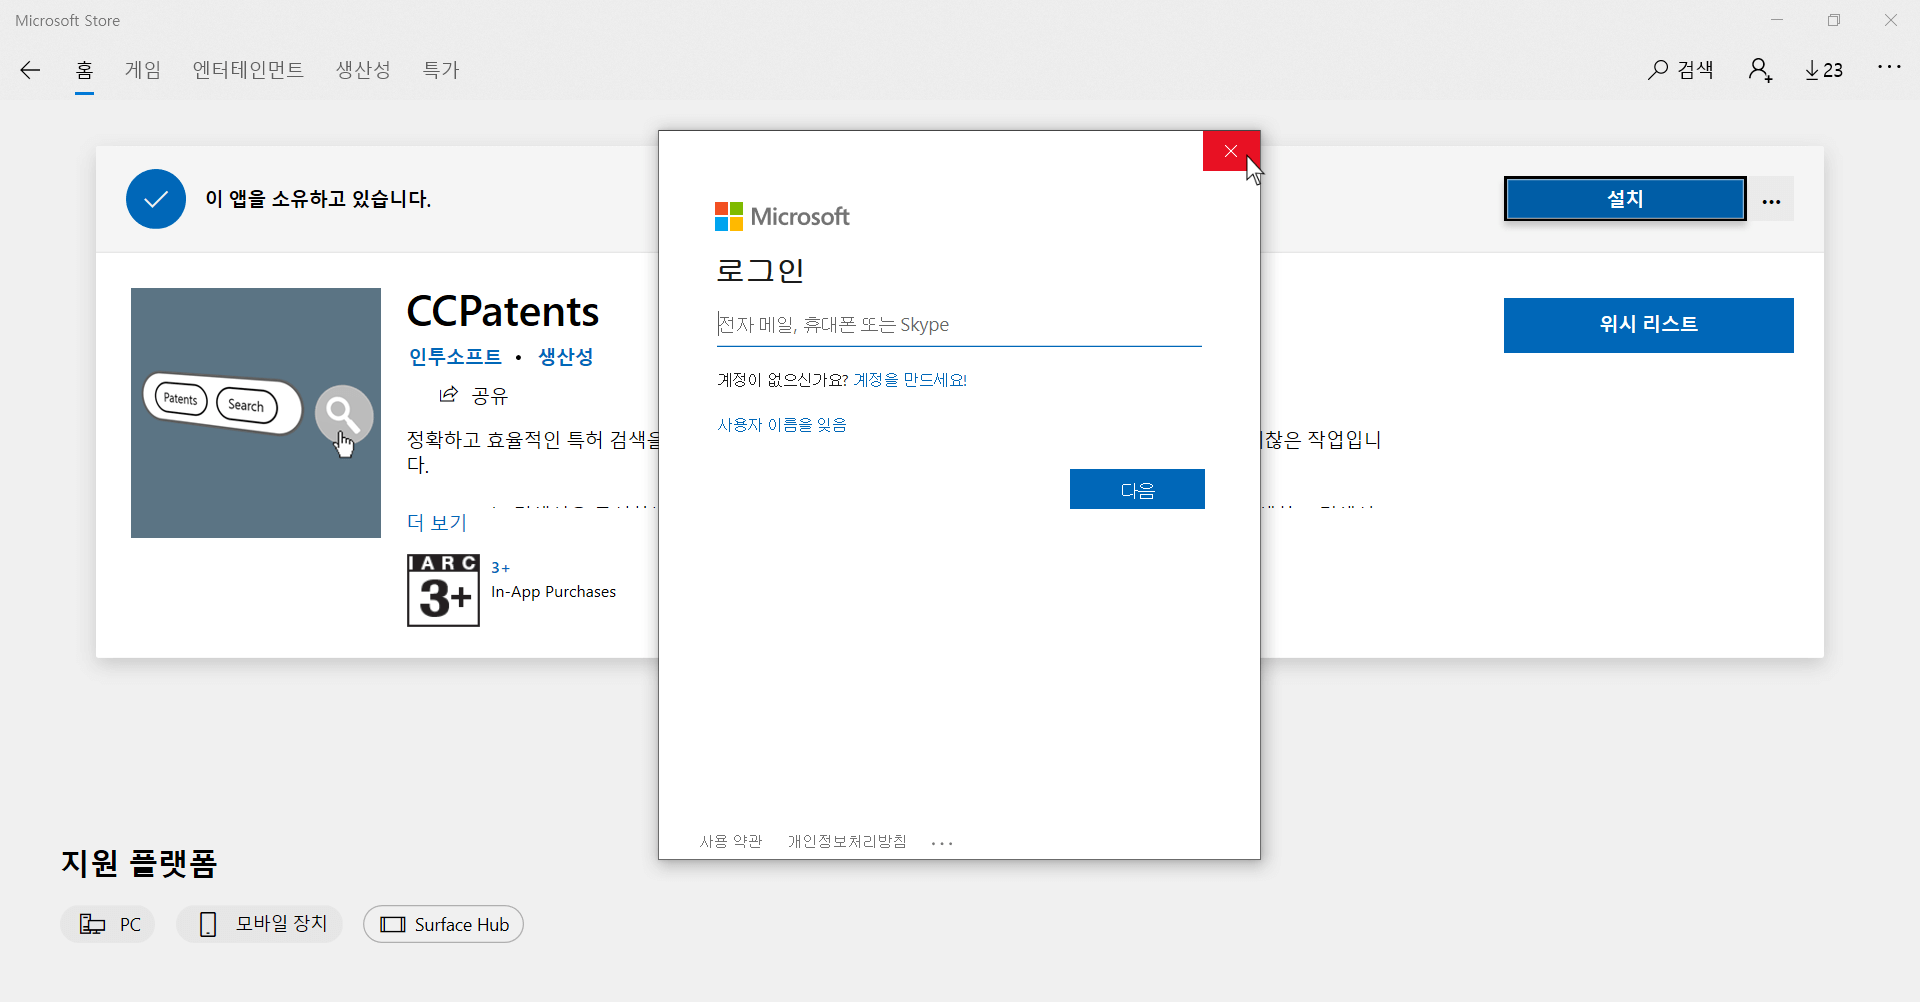 Microsoft Store
홈 게임 엔터테인먼트 생산성 특가
검색 23
이 앱을 소유하고 있습니다.
설치
Patents Search
CCPatents
인투소프트 • 생산성
공유
정확하고 효율적인 특허 검색을
찮은 작업입니
다.
더 보기
IARC
3+
3+
In-App Purchases
위시 리스트
Microsoft
로그인
전자 메일, 휴대폰 또는 Skype
계정이 없으신가요? 계정을 만드세요!
사용자 이름을 잊음
다음
사용 약관 개인정보처리방침 ...
지원 플랫폼
PC 모바일 장치 Surface Hub